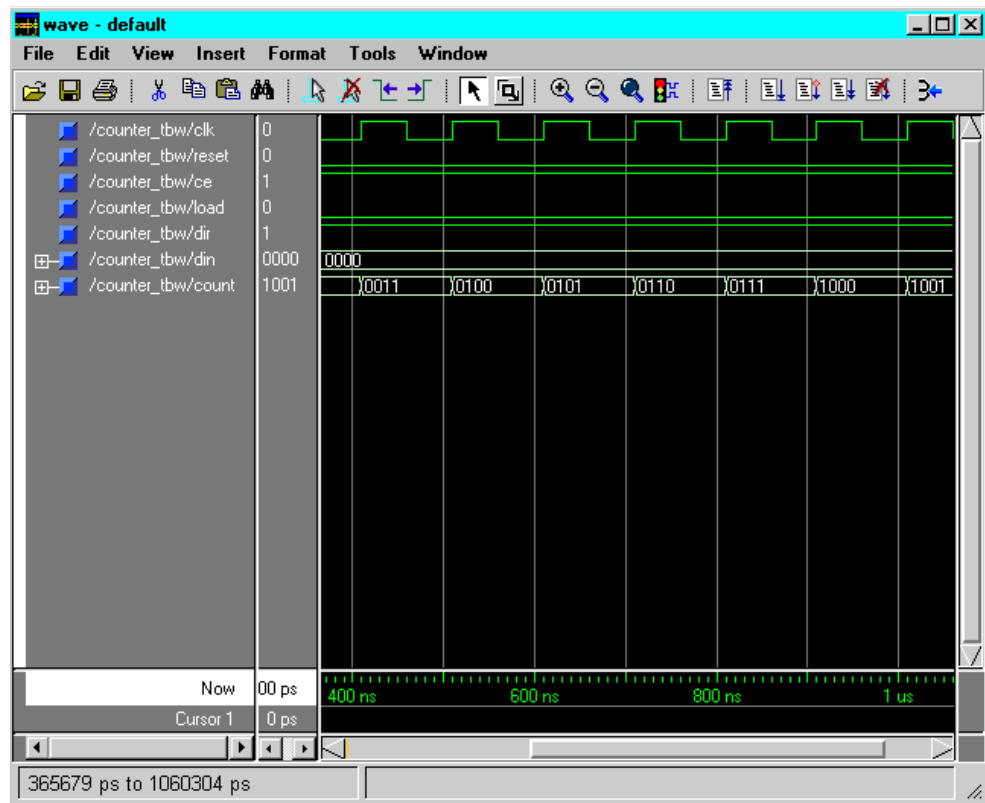 wave - default
File Edit View Insert Format Tools Window
/counter_tbw/clk 0
/counter_tbw/reset 0
/counter_tbw/ce 1
/counter_tbw/load 0
/counter_tbw/dir 1
/counter_tbw/din 0000 0000
/counter_tbw/count 1001 0011 0100 0101 0110 0111 1000 1001
Now 00 ps 400 ns 600 ns 800 ns 1 us
Cursor 1 0 ps
365679 ps to 1060304 ps